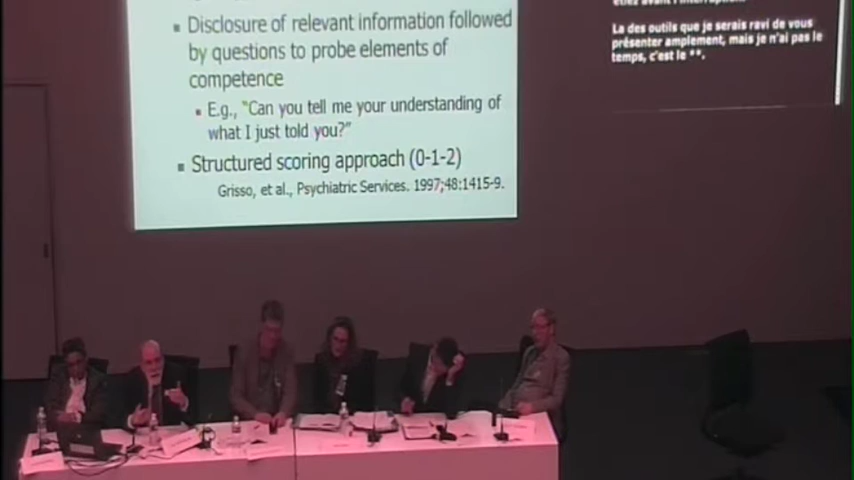 ▪ Disclosure of relevant information followed
by questions to probe elements of
competence
▪ E.g., “Can you tell me your understanding of
what I just told you?”
▪ Structured scoring approach (0-1-2)
Grisso, et al., Psychiatric Services. 1997;48:1415-9.
étiez avant l'interruption.
La des outils que je serais ravi de vous
présenter amplement, mais je n'ai pas le
temps, c'est le **.